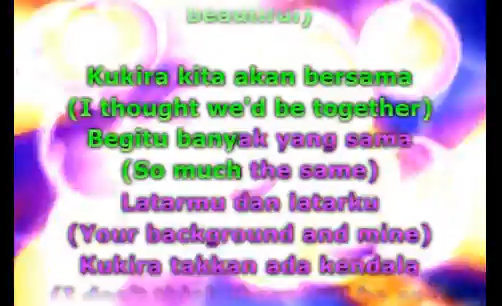 beautiful)
Kukira kita akan bersama
(I thought we'd be together)
Begitu banyak yang sama
(So much the same)
Latarmu dan latarku
(Your background and mine)
Kukira takkan ada kendala